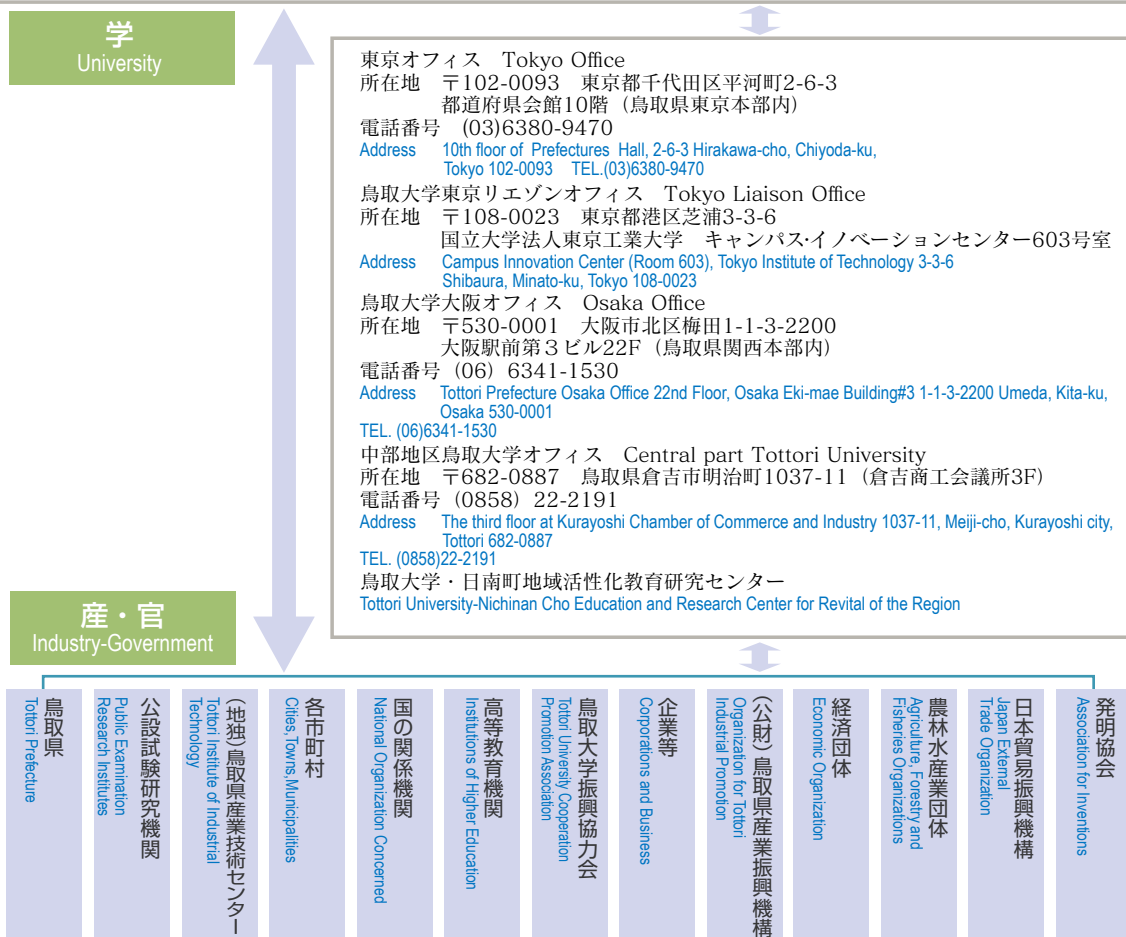 学
University
東京オフィス　Tokyo Office
所在地　〒102-0093　東京都千代田区平河町2-6-3
都道府県会館10階（鳥取県東京本部内）
電話番号　(03)6380-9470
Address　10th floor of Prefectures Hall, 2-6-3 Hirakawa-cho, Chiyoda-ku,
Tokyo 102-0093　TEL.(03)6380-9470
鳥取大学東京リエゾンオフィス　Tokyo Liaison Office
所在地　〒108-0023　東京都港区芝浦3-3-6
国立大学法人東京工業大学　キャンパス・イノベーションセンター603号室
Address　Campus Innovation Center (Room 603), Tokyo Institute of Technology 3-3-6
Shibaura, Minato-ku, Tokyo 108-0023
鳥取大学大阪オフィス　Osaka Office
所在地　〒530-0001　大阪市北区梅田1-1-3-2200
大阪駅前第３ビル22F（鳥取県関西本部内）
電話番号（06）6341-1530
Address　Tottori Prefecture Osaka Office 22nd Floor, Osaka Eki-mae Building#3 1-1-3-2200 Umeda, Kita-ku,
Osaka 530-0001
TEL. (06)6341-1530
中部地区鳥取大学オフィス　Central part Tottori University
所在地　〒682-0887　鳥取県倉吉市明治町1037-11（倉吉商工会議所3F）
電話番号（0858）22-2191
Address　The third floor at Kurayoshi Chamber of Commerce and Industry 1037-11, Meiji-cho, Kurayoshi city,
Tottori 682-0887
TEL. (0858)22-2191
鳥取大学・日南町地域活性化教育研究センター
Tottori University-Nichinan Cho Education and Research Center for Revital of the Region
産・官
Industry-Government
鳥取県
Tottori Prefecture
公設試験研究機関
Public Examination
Research Institutes
（地独）鳥取県産業技術センター
Tottori Institute of Industrial
Technology
各市町村
Cities,Towns,Municipalities
国の関係機関
National Organization Concerned
高等教育機関
Institutions of Higher Education
鳥取大学振興協力会
Tottori University Cooperation
Promotion Association
企業等
Corporations and Business
（公財）鳥取県産業振興機構
Organization for Tottori
Industrial Promotion
経済団体
Economic Organization
農林水産業団体
Agriculture, Forestry and
Fisheries Organizations
日本貿易振興機構
Japan External
Trade Organization
発明協会
Association for Inventions